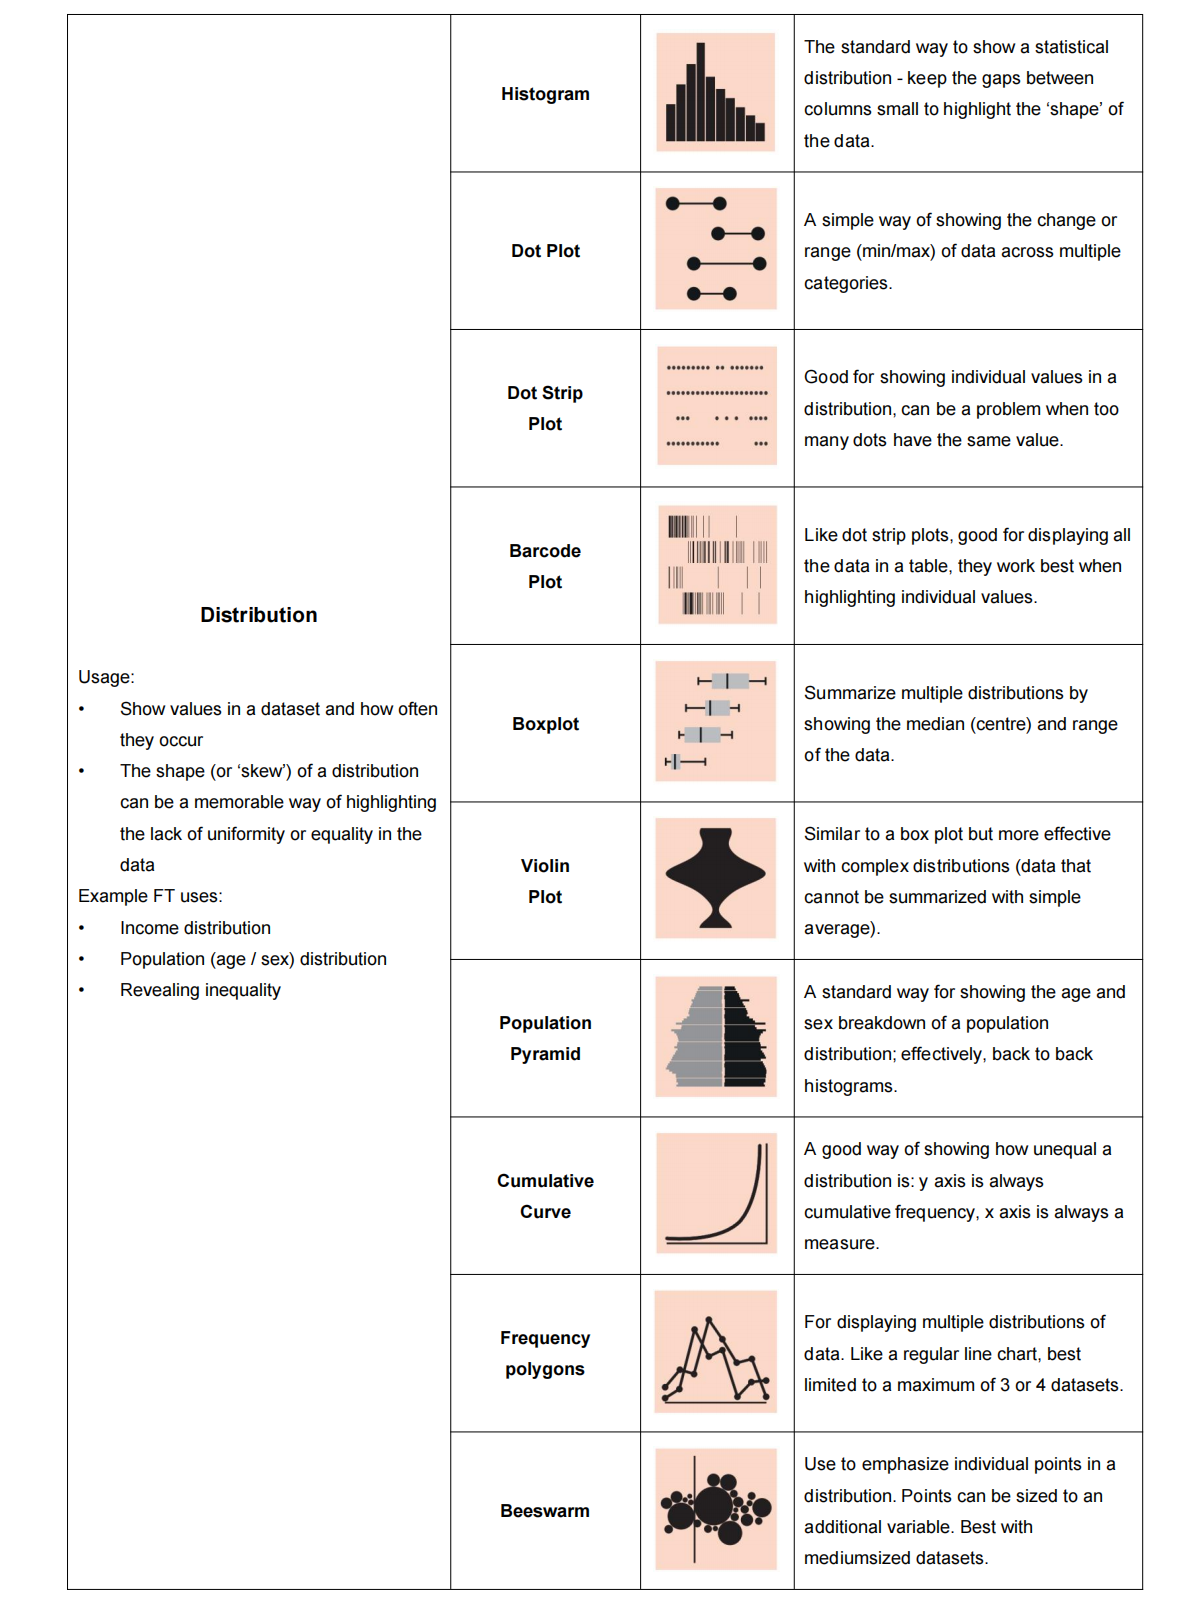 Distribution
Usage:
• Show values in a dataset and how often
they occur
• The shape (or ‘skew’) of a distribution
can be a memorable way of highlighting
the lack of uniformity or equality in the
data
Example FT uses:
• Income distribution
• Population (age / sex) distribution
• Revealing inequality
Histogram
The standard way to show a statistical
distribution - keep the gaps between
columns small to highlight the ‘shape’ of
the data.
Dot Plot
A simple way of showing the change or
range (min/max) of data across multiple
categories.
Dot Strip
Plot
Good for showing individual values in a
distribution, can be a problem when too
many dots have the same value.
Barcode
Plot
Like dot strip plots, good for displaying all
the data in a table, they work best when
highlighting individual values.
Boxplot
Summarize multiple distributions by
showing the median (centre) and range
of the data.
Violin
Plot
Similar to a box plot but more effective
with complex distributions (data that
cannot be summarized with simple
average).
Population
Pyramid
A standard way for showing the age and
sex breakdown of a population
distribution; effectively, back to back
histograms.
Cumulative
Curve
A good way of showing how unequal a
distribution is: y axis is always
cumulative frequency, x axis is always a
measure.
Frequency
polygons
For displaying multiple distributions of
data. Like a regular line chart, best
limited to a maximum of 3 or 4 datasets.
Beeswarm
Use to emphasize individual points in a
distribution. Points can be sized to an
additional variable. Best with
mediumsized datasets.